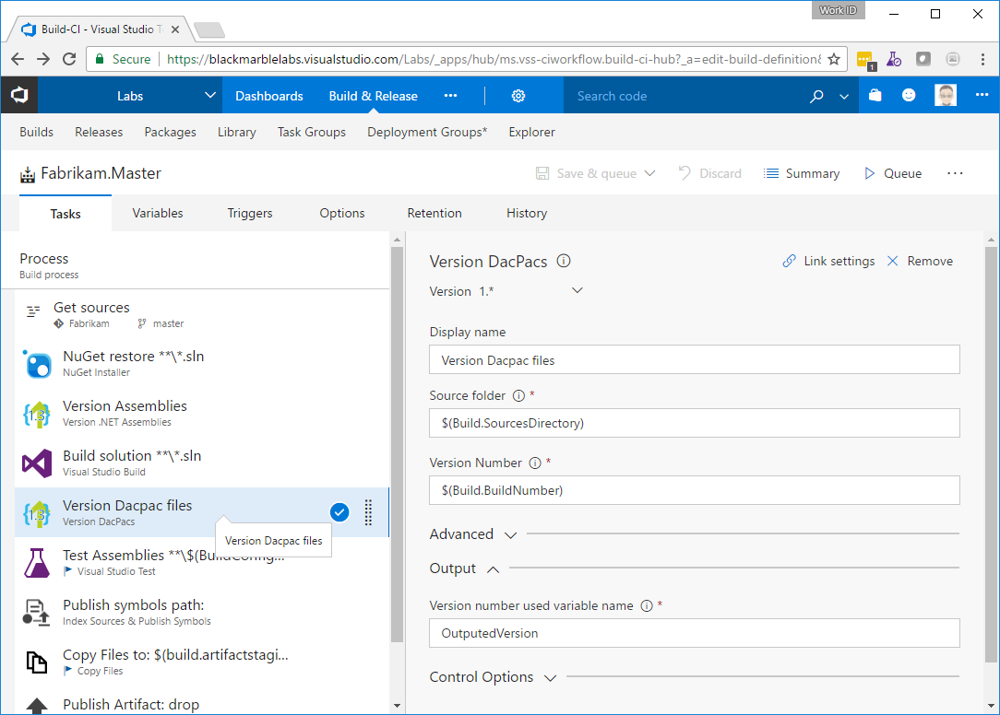 Work ID
Build-CI - Visual Studio T
Secure https://blackmarblelabs.visualstudio.com/Labs/_apps/hub/ms.vss-ciworkflow.build-ci-hub?_a=edit-build-definition&
1
Labs Dashboards Build & Release ··· Search code ···
Builds Releases Packages Library Task Groups Deployment Groups* Explorer
Fabrikam.Master Save & queue Discard Summary Queue ···
Tasks Variables Triggers Options Retention History
Process
Build process
Get sources
Fabrikam master
NuGet restore **\*.sln
NuGet Installer
1.3
Version Assemblies
Version .NET Assemblies
Build solution **\*.sln
Visual Studio Build
1.3
Version Dacpac files
Version DacPacs
Version Dacpac files
Test Assemblies **\$(BuildConfig...
Visual Studio Test
Publish symbols path:
Index Sources & Publish Symbols
Copy Files to: $(build.artifactstagi...
Copy Files
Publish Artifact: drop
Version DacPacs Link settings Remove
Version 1.*
Display name
Version Dacpac files
Source folder *
$(Build.SourcesDirectory)
Version Number *
$(Build.BuildNumber)
Advanced
Output
Version number used variable name *
OutputedVersion
Control Options